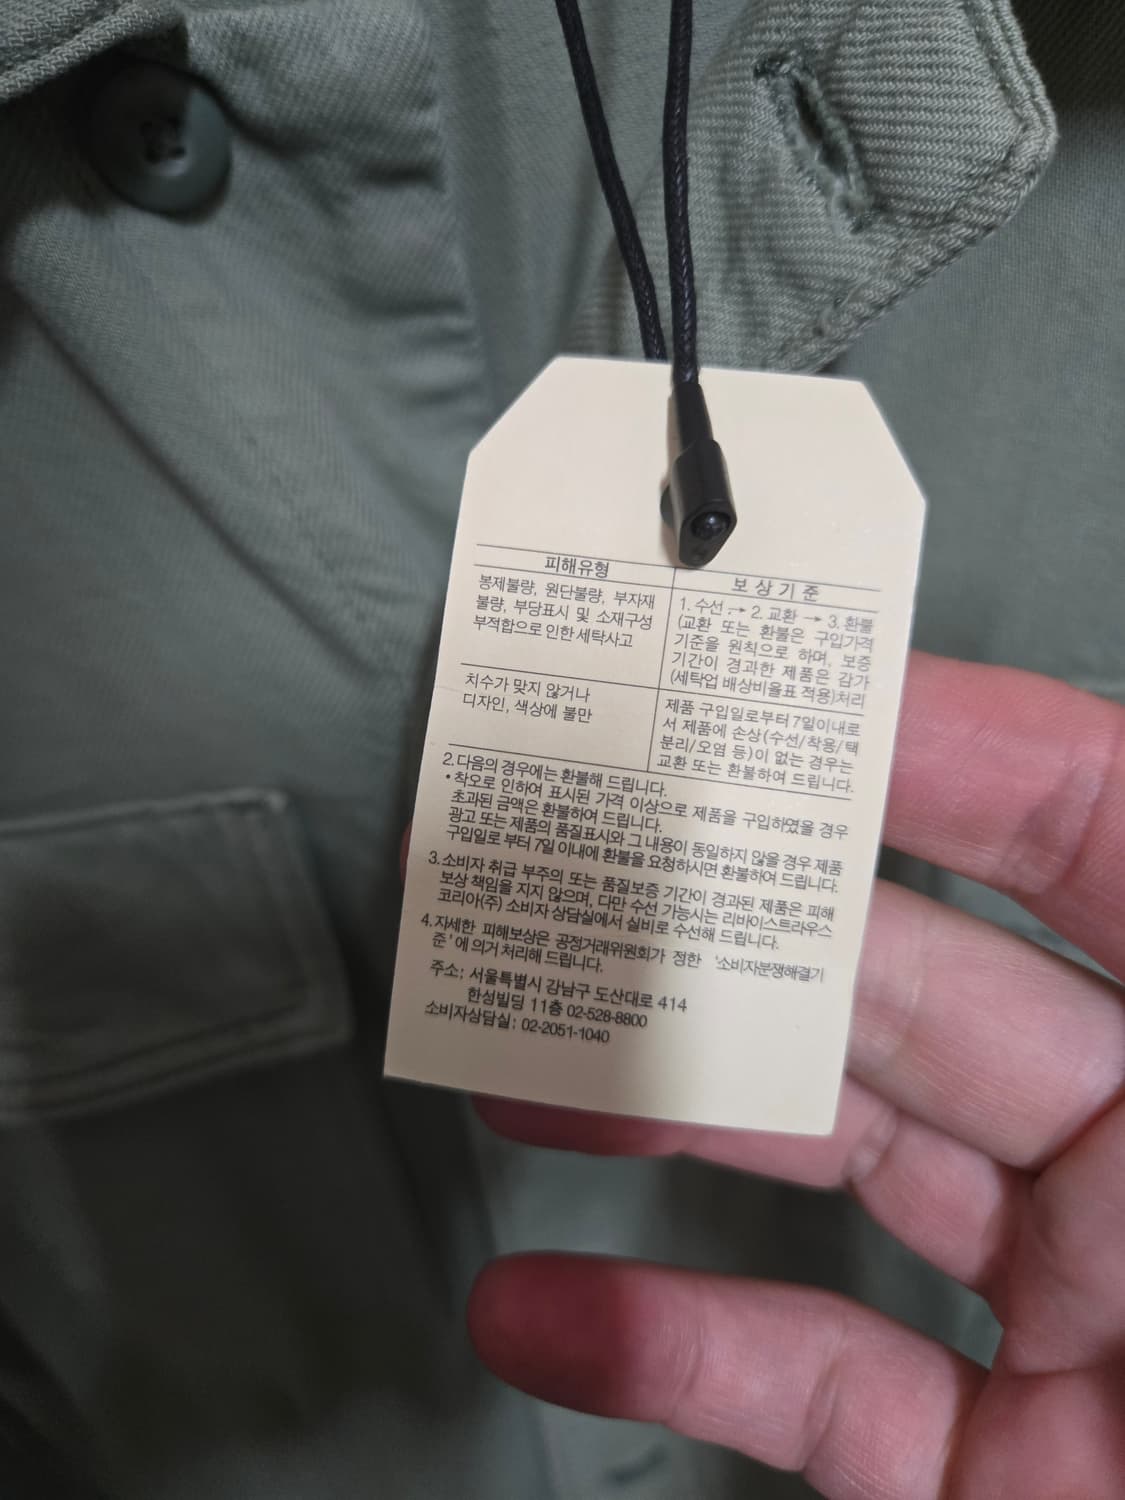 피해유형
보상기준
봉제불량, 원단불량, 부자재
불량, 부당표시 및 소재구성
부적합으로 인한 세탁사고
1. 수선 → 2. 교환 → 3. 환불
(교환 또는 환불은 구입가격
기준을 원칙으로 하며, 보증
기간이 경과한 제품은 감가
(세탁업 배상비율표 적용)처리
치수가 맞지 않거나
디자인, 색상에 불만
제품 구입일로부터 7일이내로
서 제품에 손상(수선/착용/택
분리/오염 등)이 없는 경우는
교환 또는 환불하여 드립니다.
2. 다음의 경우에는 환불해 드립니다.
• 착오로 인하여 표시된 가격 이상으로 제품을 구입하였을 경우
초과된 금액은 환불하여 드립니다.
광고 또는 제품의 품질표시와 그 내용이 동일하지 않을 경우 제품
구입일로 부터 7일 이내에 환불을 요청하시면 환불하여 드립니다.
3. 소비자 취급 부주의 또는 품질보증 기간이 경과된 제품은 피해
보상 책임을 지지 않으며, 다만 수선 가능시는 리바이스트라우스
코리아(주) 소비자 상담실에서 실비로 수선해 드립니다.
4. 자세한 피해보상은 공정거래위원회가 정한 '소비자분쟁해결기
준'에 의거 처리해 드립니다.
주소: 서울특별시 강남구 도산대로 414
한성빌딩 11층 02-528-8800
소비자상담실: 02-2051-1040